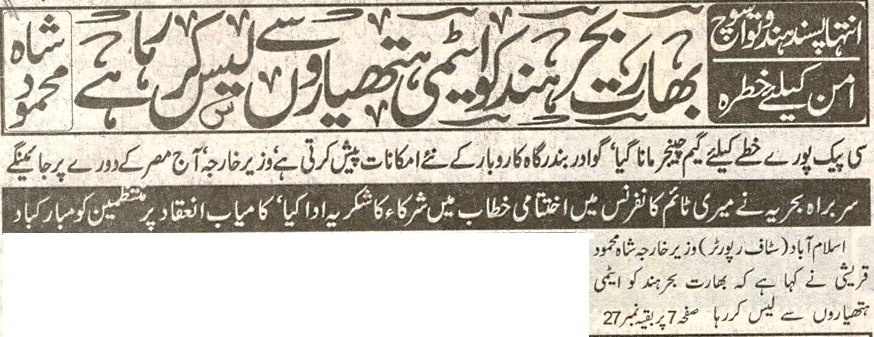 انتہا پسند ہندوتوا سوچ
امن کیلئے خطرہ
بھارت بحر ہند کو ایٹمی ہتھیاروں سے لیس کر رہا ہے
شاہ محمود
سی پیک پورے خطے کیلئے گیم چینجر مانا گیا، گوادر بندرگاہ کاروبار کے نئے امکانات پیش کرتی ہے، وزیر خارجہ، آج مصر کے دورے پر جائینگے
سربراہ بحریہ نے میری ٹائم کانفرنس میں اختتامی خطاب میں شرکاء کا شکریہ ادا کیا، کامیاب انعقاد پر منتظمین کو مبارکباد
اسلام آباد (سٹاف رپورٹر) وزیر خارجہ شاہ محمود
قریشی نے کہا ہے کہ بھارت بحر ہند کو ایٹمی
ہتھیاروں سے لیس کر رہا صفحہ 7 پر بقیہ نمبر 27